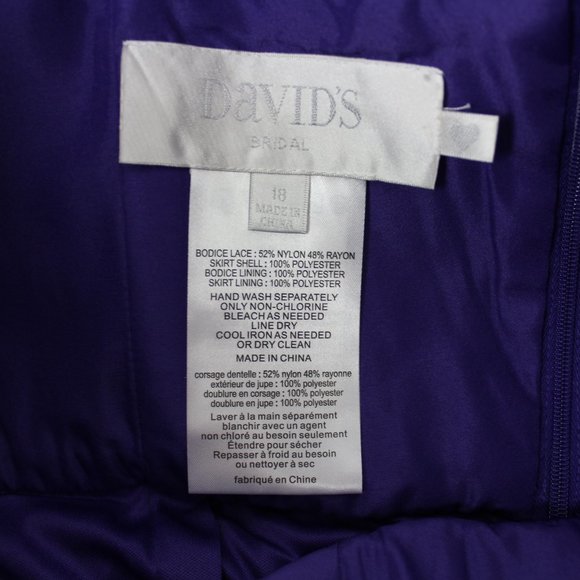 DaVID'S
BRIDAL
18
MADE IN
CHINA
BODICE LACE : 52% NYLON 48% RAYON
SKIRT SHELL : 100% POLYESTER
BODICE LINING : 100% POLYESTER
SKIRT LINING : 100% POLYESTER
HAND WASH SEPARATELY
ONLY NON-CHLORINE
BLEACH AS NEEDED
LINE DRY
COOL IRON AS NEEDED
OR DRY CLEAN
MADE IN CHINA
corsage dentelle : 52% nylon 48% rayonne
extérieur de jupe : 100% polyester
doublure en corsage : 100% polyester
doublure en jupe : 100% polyester
Laver à la main séparément
blanchir avec un agent
non chloré au besoin seulement
Étendre pour sécher
Repasser à froid au besoin
ou nettoyer à sec
fabriqué en Chine